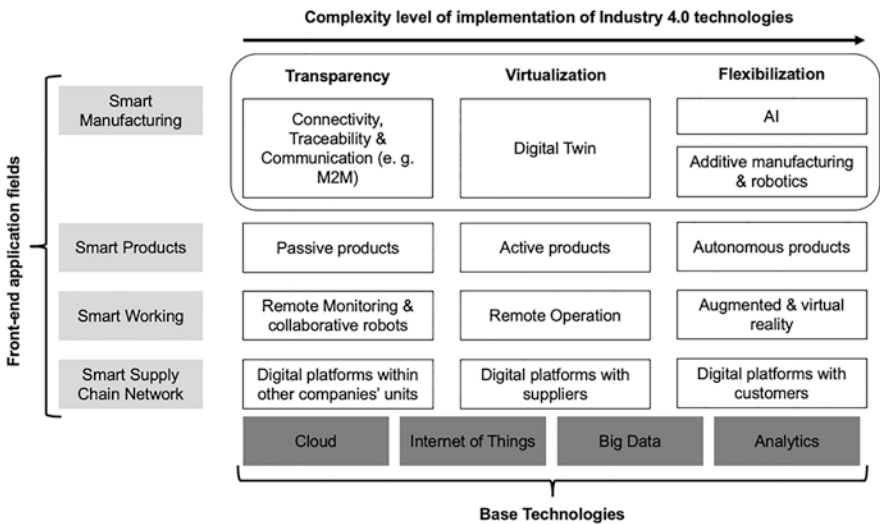 Complexity level of implementation of Industry 4.0 technologies
Front-end application fields
Transparency
Virtualization
Flexibilization
Smart
Manufacturing
Connectivity,
Traceability &
Communication (e. g.
M2M)
Digital Twin
AI
Additive manufacturing
& robotics
Smart Products
Passive products
Active products
Autonomous products
Smart Working
Remote Monitoring &
collaborative robots
Remote Operation
Augmented & virtual
reality
Smart Supply
Chain Network
Digital platforms within
other companies' units
Digital platforms with
suppliers
Digital platforms with
customers
Cloud
Internet of Things
Big Data
Analytics
Base Technologies